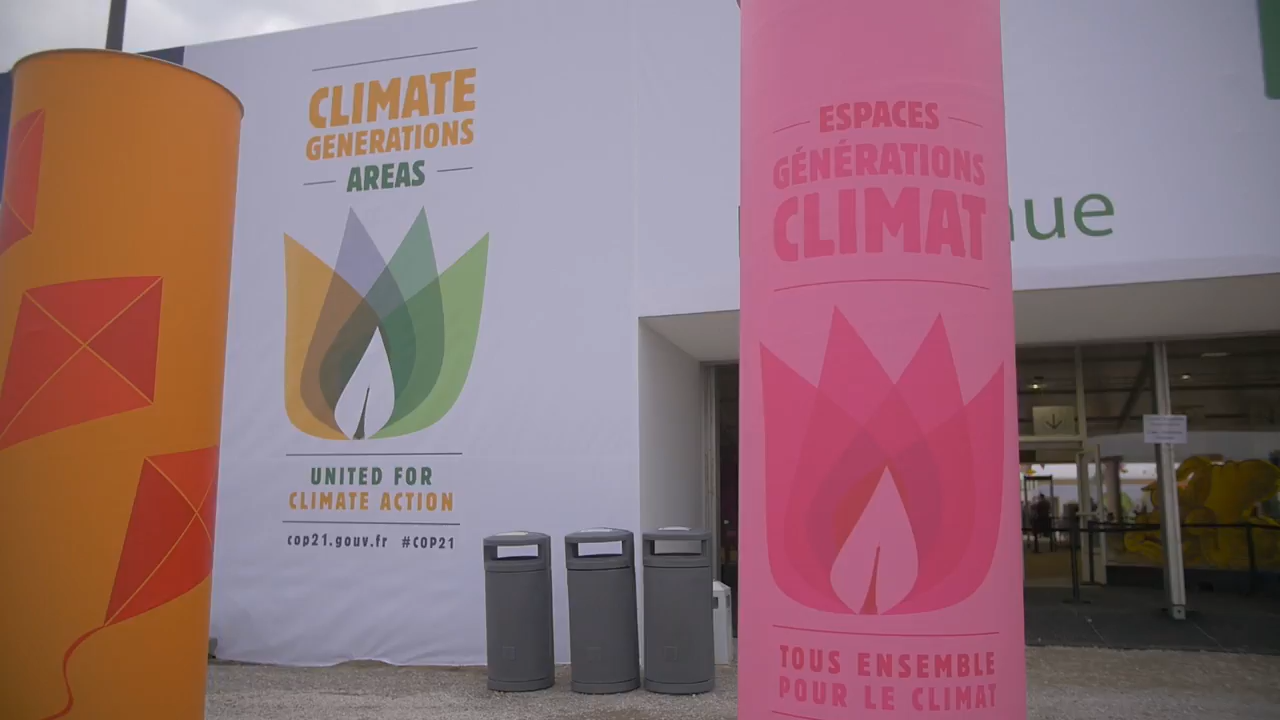 CLIMATE
GENERATIONS
AREAS
UNITED FOR
CLIMATE ACTION
cop21.gouv.fr #COP21
ESPACES
GÉNÉRATIONS
CLIMAT
TOUS ENSEMBLE
POUR LE CLIMAT